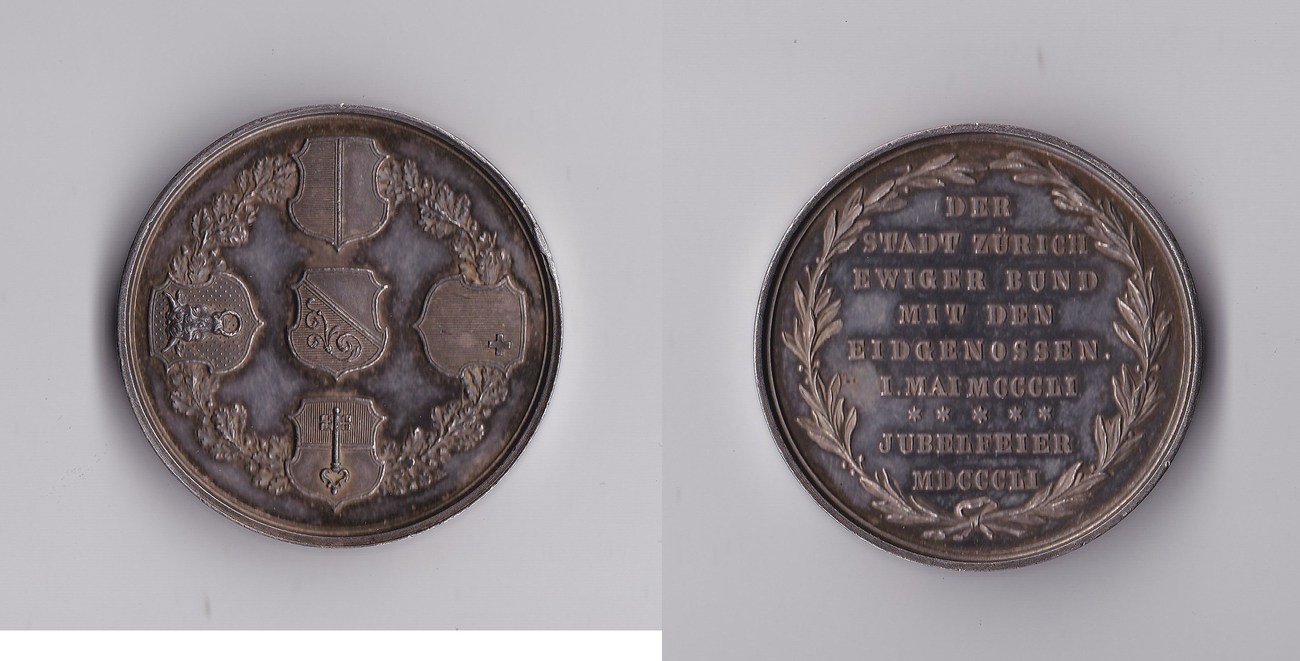 DER
STADT ZÜRICH
EWIGER BUND
MIT DEN
EIDGENOSSEN.
I. MAI MCCCLI
* * * * *
JUBELFEIER
MDCCCLI